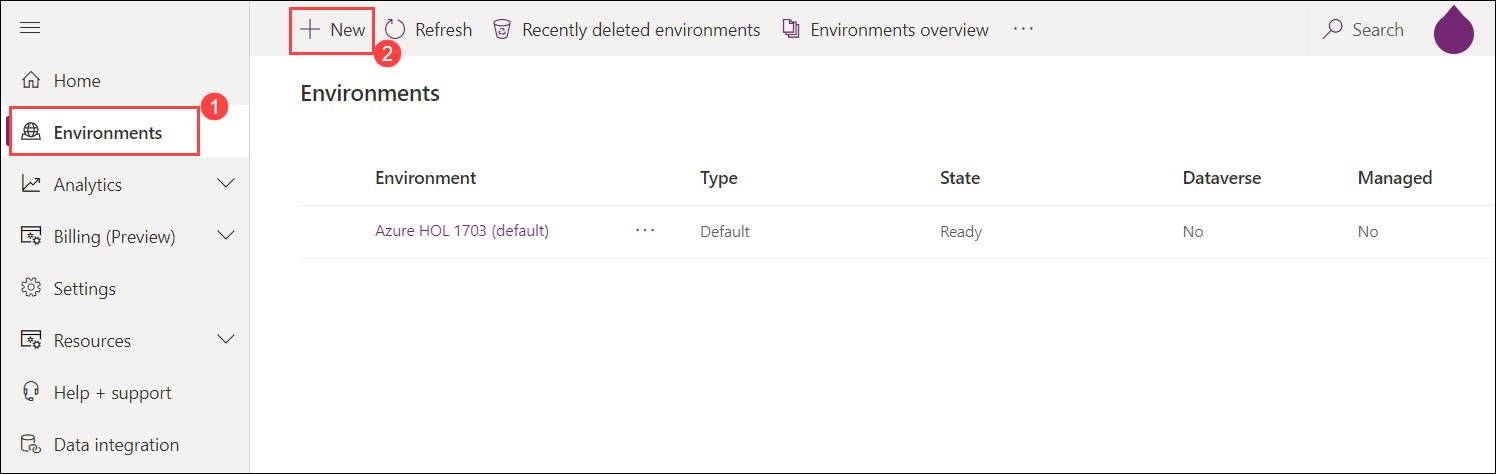 New
Refresh
Recently deleted environments
Environments overview
...
Search
2
Home
1
Environments
Analytics
Billing (Preview)
Settings
Resources
Help + support
Data integration
Environments
Environment Type State Dataverse Managed
Azure HOL 1703 (default) ... Default Ready No No